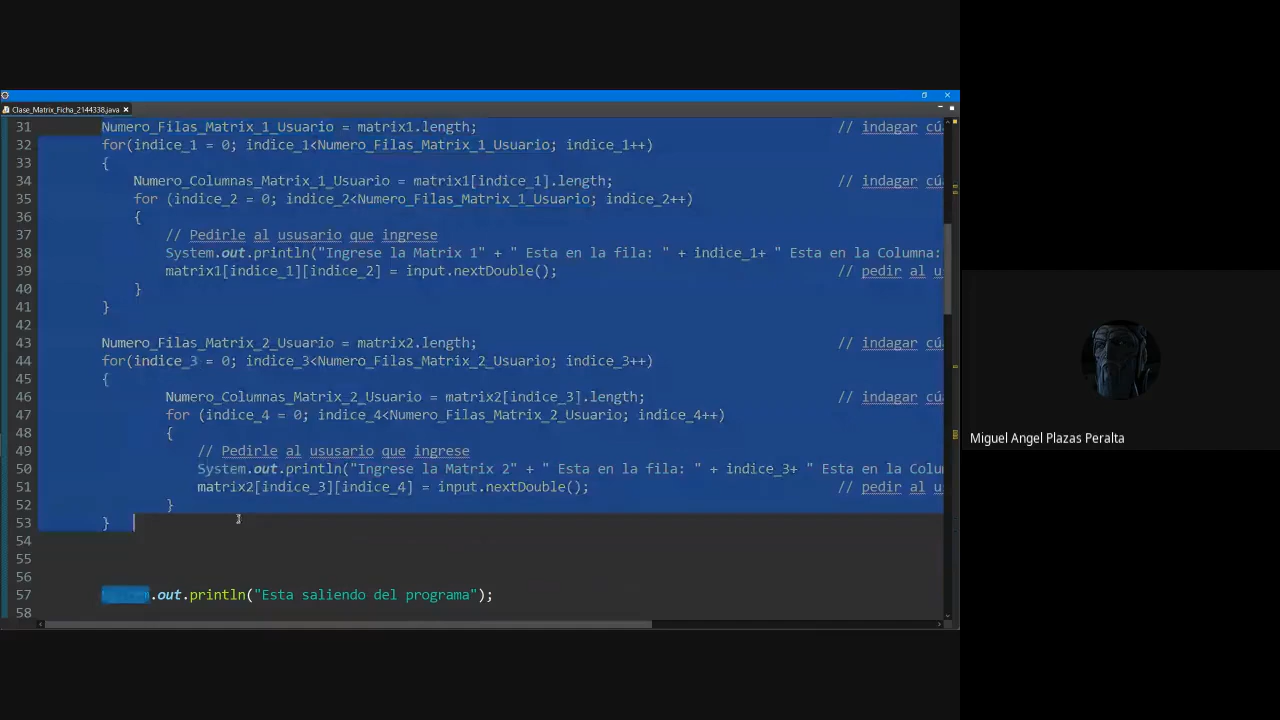 Clase_Matrix_Ficha_2144338.java
31 Numero_Filas_Matrix_1_Usuario = matrix1.length; // indagar cúa
32 for(indice_1 = 0; indice_1<Numero_Filas_Matrix_1_Usuario; indice_1++)
33 {
34 Numero_Columnas_Matrix_1_Usuario = matrix1[indice_1].length; // indagar cúa
35 for (indice_2 = 0; indice_2<Numero_Filas_Matrix_1_Usuario; indice_2++)
36 {
37 // Pedirle al ususario que ingrese
38 System.out.println("Ingrese la Matrix 1" + " Esta en la fila: " + indice_1+ " Esta en la Columna: "
39 matrix1[indice_1][indice_2] = input.nextDouble(); // pedir al u
40 }
41 }
42
43 Numero_Filas_Matrix_2_Usuario = matrix2.length; // indagar cúa
44 for(indice_3 = 0; indice_3<Numero_Filas_Matrix_2_Usuario; indice_3++)
45 {
46 Numero_Columnas_Matrix_2_Usuario = matrix2[indice_3].length; // indagar cúa
47 for (indice_4 = 0; indice_4<Numero_Filas_Matrix_2_Usuario; indice_4++)
48 {
49 // Pedirle al ususario que ingrese
50 System.out.println("Ingrese la Matrix 2" + " Esta en la fila: " + indice_3+ " Esta en la Colu
51 matrix2[indice_3][indice_4] = input.nextDouble(); // pedir al u
52 }
53 }
54
55
56
57 .out.println("Esta saliendo del programa");
58
Miguel Angel Plazas Peralta